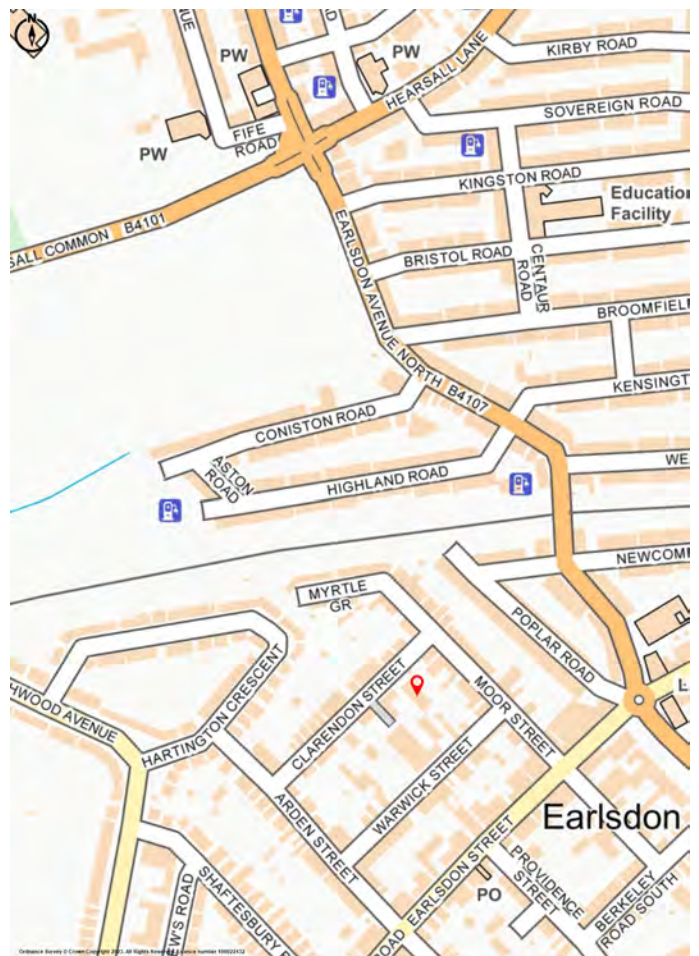 PW
PW
KIRBY ROAD
HEARSALL LANE
SOVEREIGN ROAD
FIFE
ROAD
PW
KINGSTON ROAD
Education
Facility
SALL COMMON B4101
EARLSDON AVENUE NORTH B4107
BRISTOL ROAD
CENTAUR
ROAD
BROOMFIEL
KENSINGT
CONISTON ROAD
ASTON
ROAD
HIGHLAND ROAD
WE
NEWCOM
MYRTLE
GR
POPLAR ROAD
HARTINGTON CRESCENT
CLARENDON STREET
MOOR STREET
HWOOD AVENUE
WARWICK STREET
ARDEN STREET
Earlsdon
EARLSDON STREET
PROVIDENCE
STREET
BERKELEY
ROAD SOUTH
PO
SHAFTESBURY
EW'S ROAD
ROAD